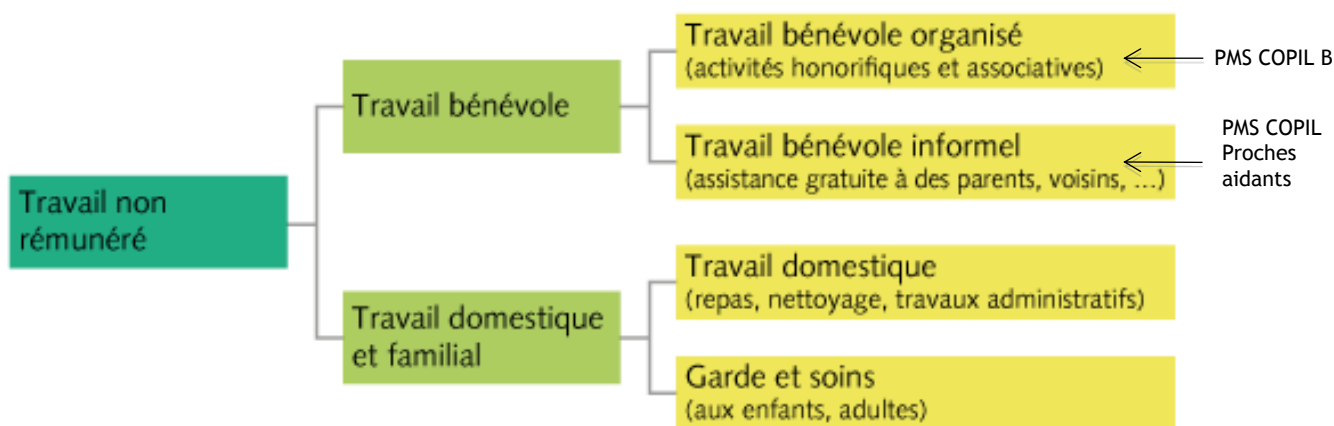 Travail non
rémunéré
Travail bénévole
Travail domestique
et familial
Travail bénévole organisé
(activités honorifiques et associatives)
Travail bénévole informel
(assistance gratuite à des parents, voisins, ...)
Travail domestique
(repas, nettoyage, travaux administratifs)
Garde et soins
(aux enfants, adultes)
PMS COPIL B
PMS COPIL
Proches
aidants